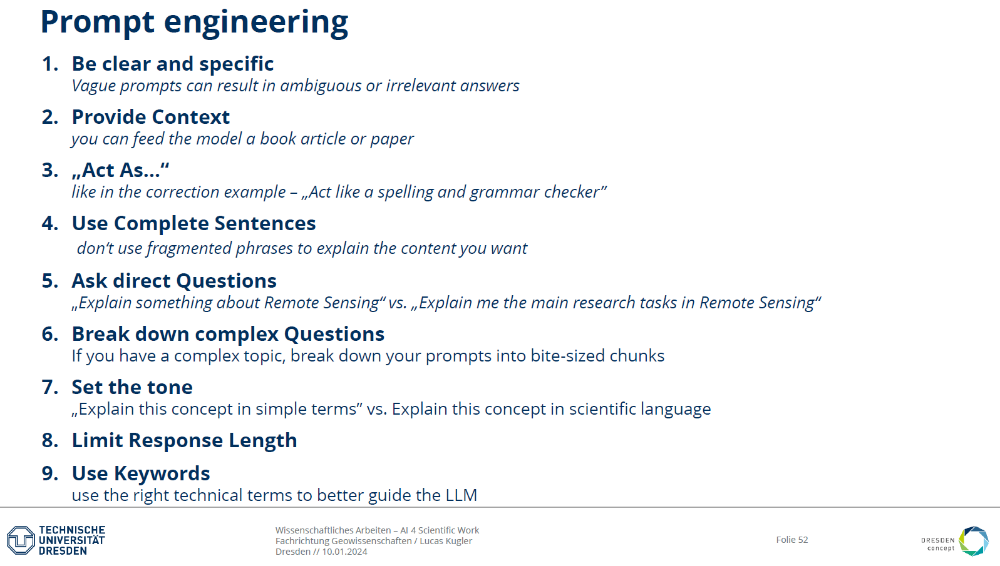 Prompt engineering
1. Be clear and specific
Vague prompts can result in ambiguous or irrelevant answers
2. Provide Context
you can feed the model a book article or paper
3. „Act As...“
like in the correction example – „Act like a spelling and grammar checker”
4. Use Complete Sentences
don‘t use fragmented phrases to explain the content you want
5. Ask direct Questions
„Explain something about Remote Sensing“ vs. „Explain me the main research tasks in Remote Sensing“
6. Break down complex Questions
If you have a complex topic, break down your prompts into bite-sized chunks
7. Set the tone
„Explain this concept in simple terms” vs. Explain this concept in scientific language
8. Limit Response Length
9. Use Keywords
use the right technical terms to better guide the LLM
TECHNISCHE
UNIVERSITÄT
DRESDEN
Wissenschaftliches Arbeiten – AI 4 Scientific Work
Fachrichtung Geowissenschaften / Lucas Kugler
Dresden // 10.01.2024
Folie 52
DRESDEN
concept